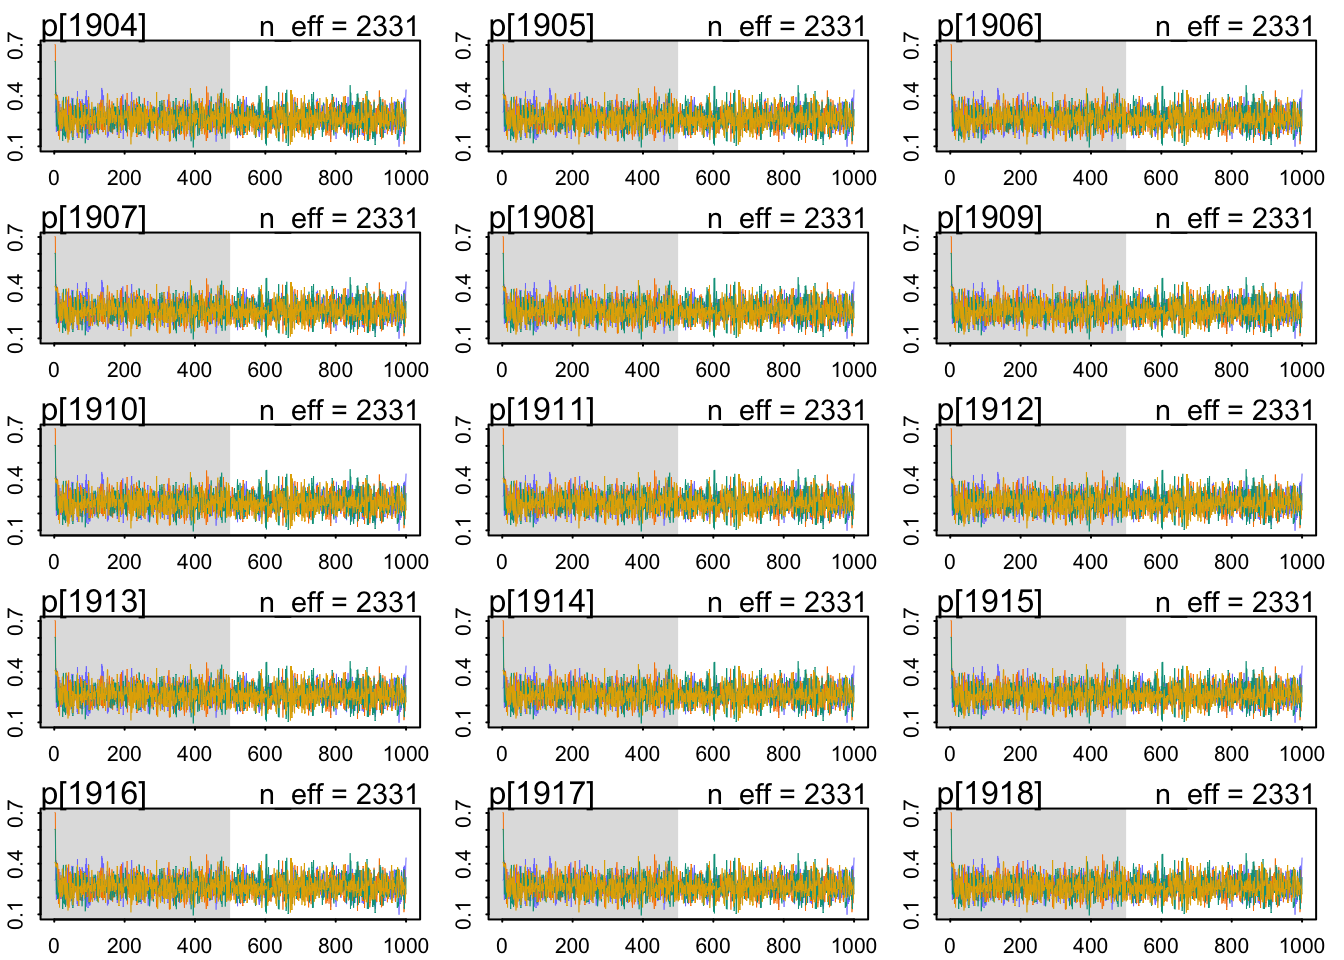 p[1904] n_eff = 2331 p[1905] n_eff = 2331 p[1906] n_eff = 2331
0.1 0.4 0.7 0.1 0.4 0.7 0.1 0.4 0.7
0 200 400 600 800 1000 0 200 400 600 800 1000 0 200 400 600 800 1000
p[1907] n_eff = 2331 p[1908] n_eff = 2331 p[1909] n_eff = 2331
0.1 0.4 0.7 0.1 0.4 0.7 0.1 0.4 0.7
0 200 400 600 800 1000 0 200 400 600 800 1000 0 200 400 600 800 1000
p[1910] n_eff = 2331 p[1911] n_eff = 2331 p[1912] n_eff = 2331
0.1 0.4 0.7 0.1 0.4 0.7 0.1 0.4 0.7
0 200 400 600 800 1000 0 200 400 600 800 1000 0 200 400 600 800 1000
p[1913] n_eff = 2331 p[1914] n_eff = 2331 p[1915] n_eff = 2331
0.1 0.4 0.7 0.1 0.4 0.7 0.1 0.4 0.7
0 200 400 600 800 1000 0 200 400 600 800 1000 0 200 400 600 800 1000
p[1916] n_eff = 2331 p[1917] n_eff = 2331 p[1918] n_eff = 2331
0.1 0.4 0.7 0.1 0.4 0.7 0.1 0.4 0.7
0 200 400 600 800 1000 0 200 400 600 800 1000 0 200 400 600 800 1000